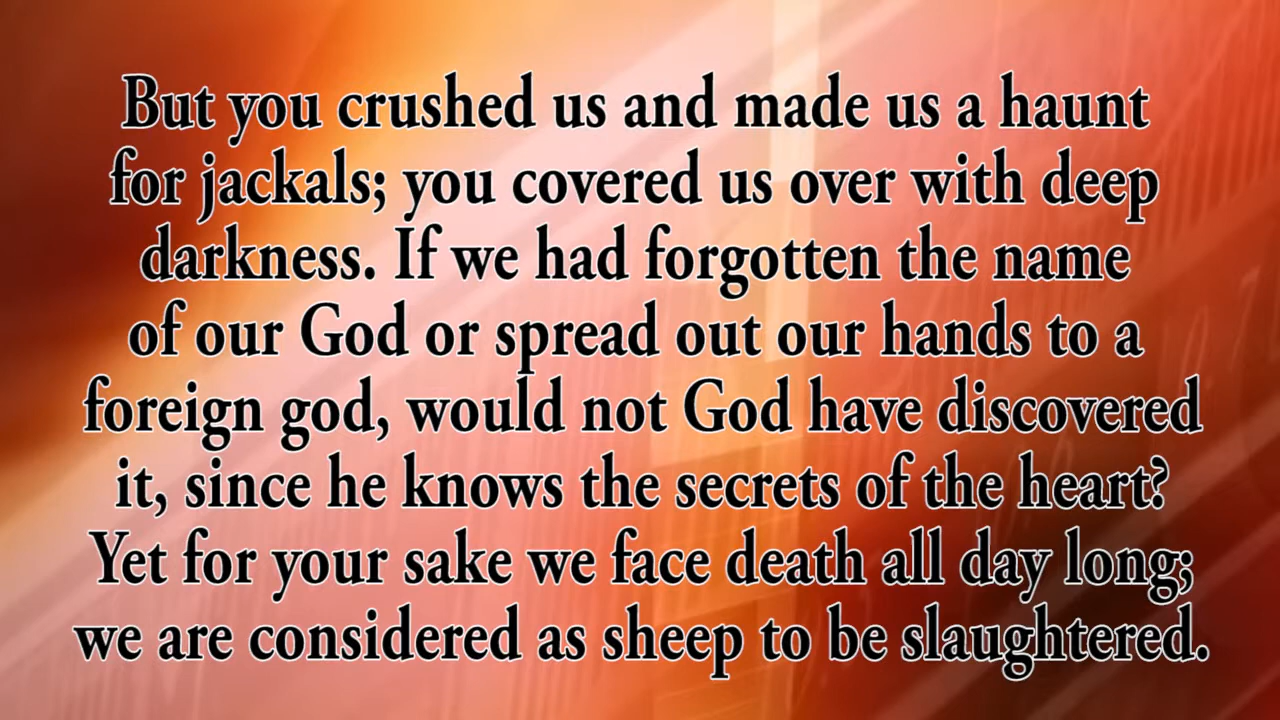 But you crushed us and made us a haunt
for jackals; you covered us over with deep
darkness. If we had forgotten the name
of our God or spread out our hands to a
foreign god, would not God have discovered
it, since he knows the secrets of the heart?
Yet for your sake we face death all day long;
we are considered as sheep to be slaughtered.